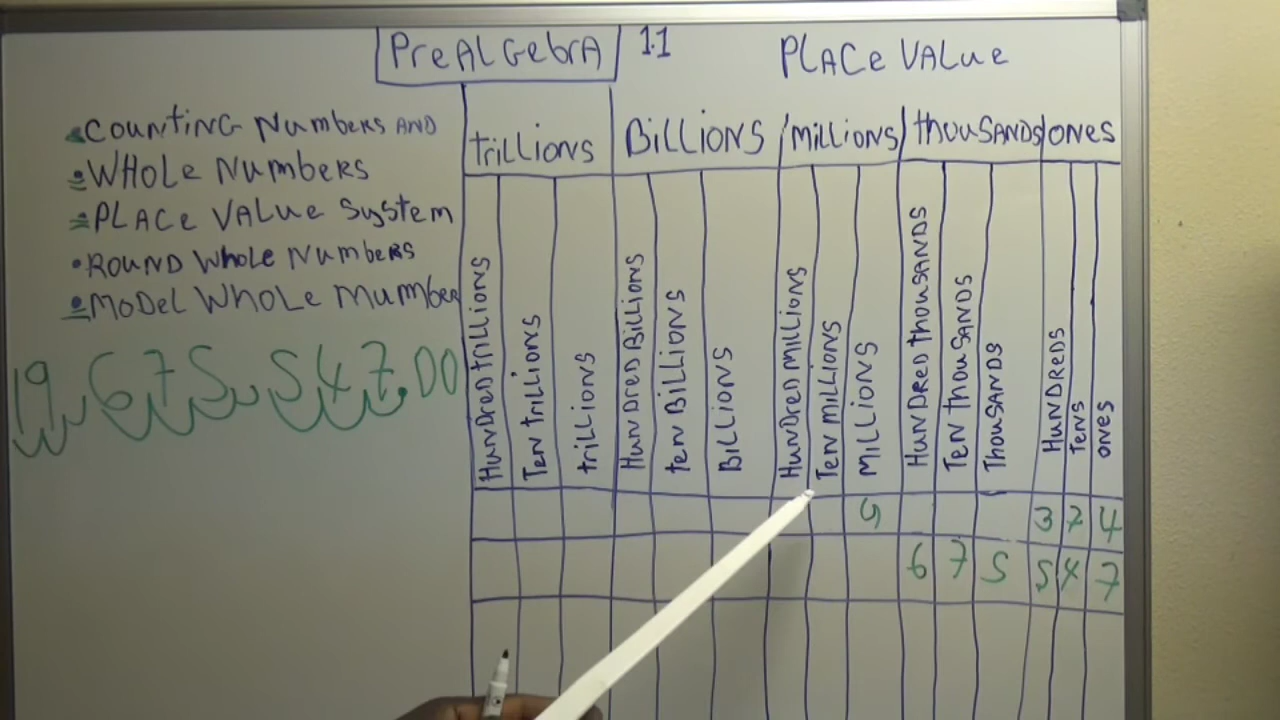 PReALGebRA 1.1 PLACe VALUe
COUNTiNG NumbeRS AND
WHOLe NUMBERS
PLACe VALUe SysTem
ROUND WHOLe NUMbeRS
MODeL WHOLe MUMBER
19,675,547.00
trilliONS BiLLiONS MiLLiONS thoUSANDS ONES
HUNDReD tRiLLiONS
TeN tRiLLiONS
triLLiONS
HUNDReD BiLLiONS
teN BiLLiONS
BiLLiONS
HUNDReD MiLLiONS
TeN MiLLiONS
MiLLiONS
HUNDReD thoUSANDS
TeN thoUSANDS
ThoUSANDS
HUNDReDS
TeNS
ONeS
3 7 4
6 7 5 5 4 7